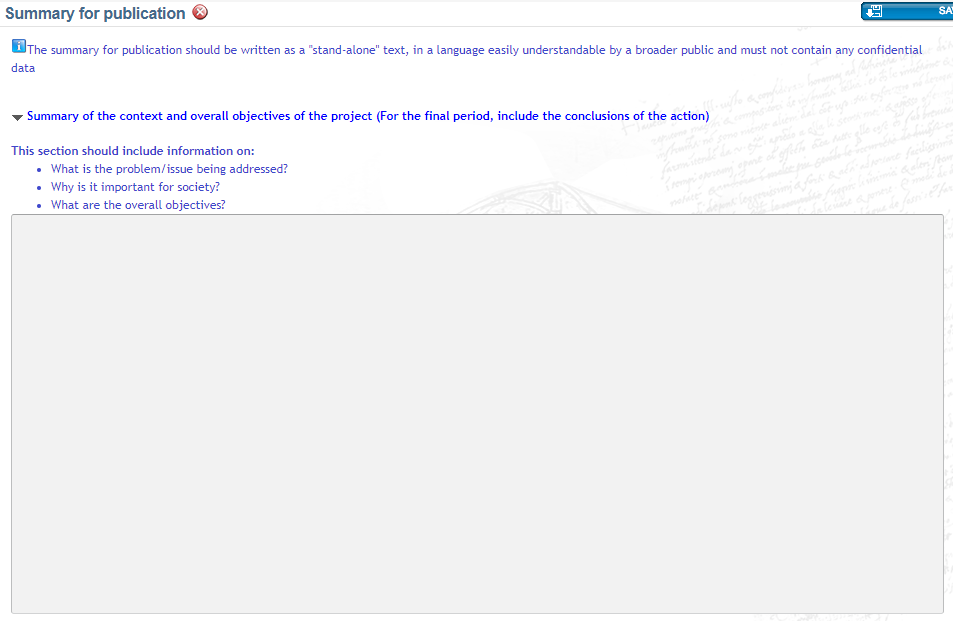 Summary for publication
SA
The summary for publication should be written as a "stand-alone" text, in a language easily understandable by a broader public and must not contain any confidential
data
Summary of the context and overall objectives of the project (For the final period, include the conclusions of the action)
This section should include information on:
• What is the problem/issue being addressed?
• Why is it important for society?
• What are the overall objectives?